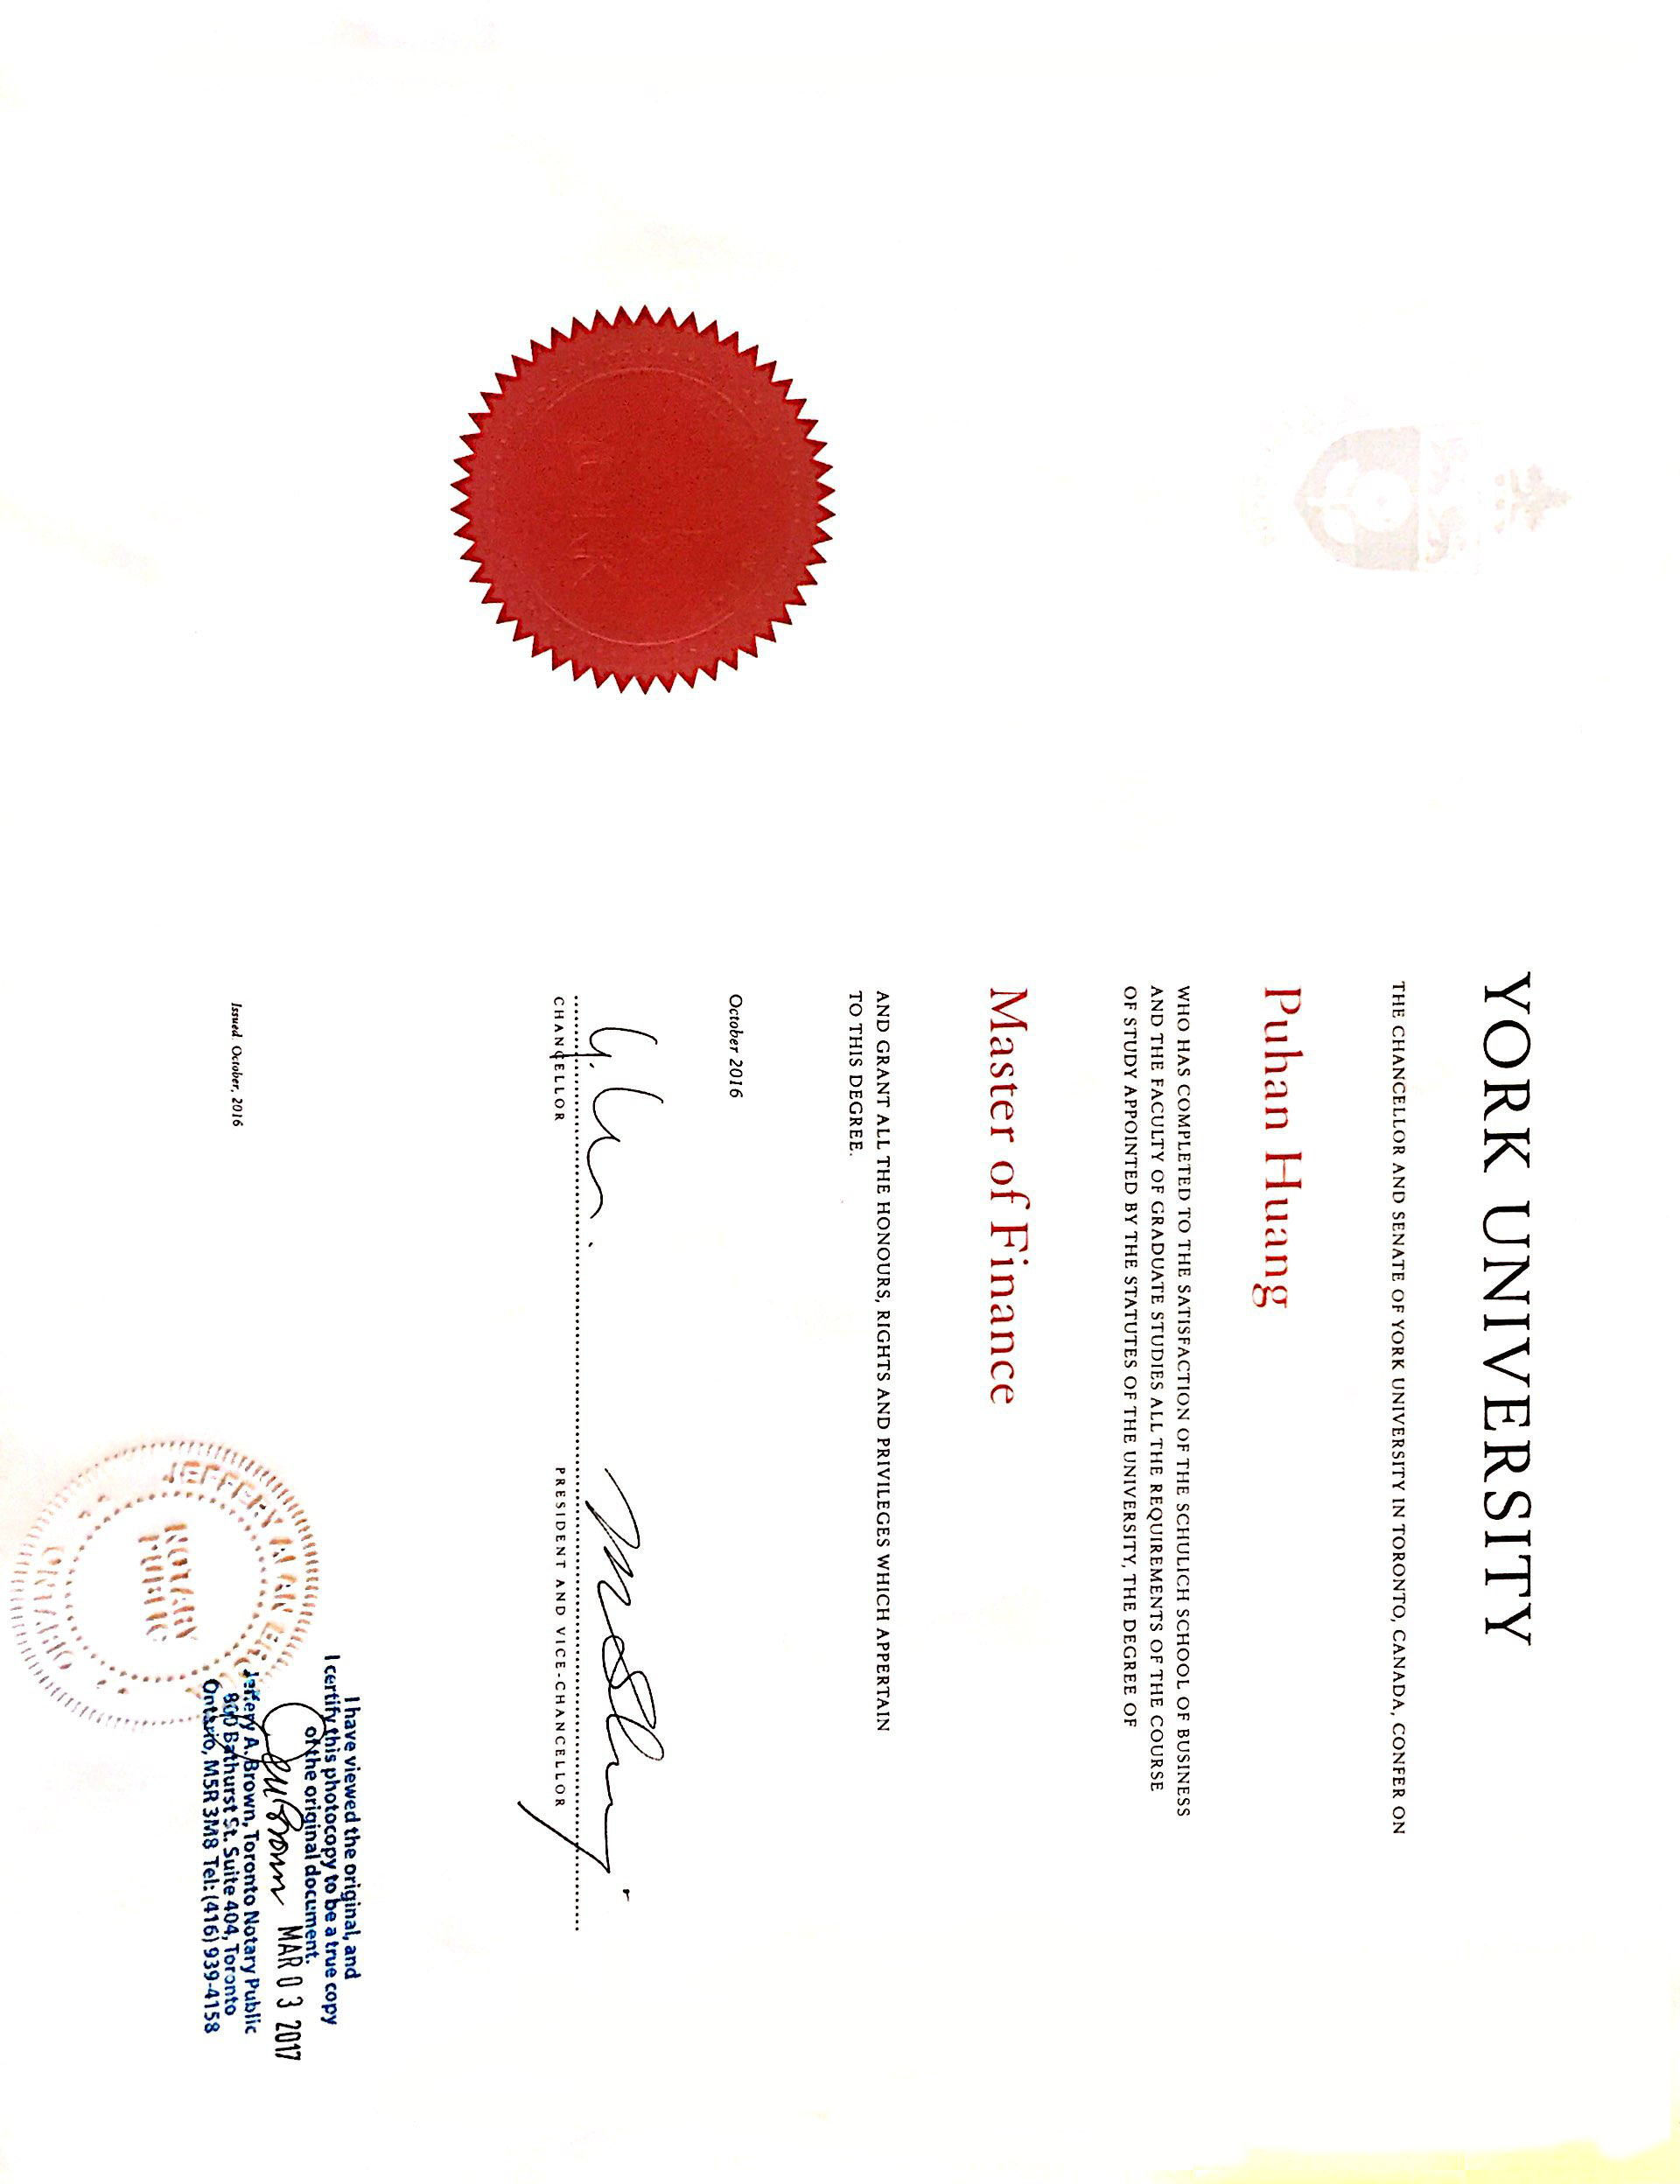 YORK UNIVERSITY
THE CHANCELLOR AND SENATE OF YORK UNIVERSITY IN TORONTO, CANADA, CONFER ON
Puhan Huang
WHO HAS COMPLETED TO THE SATISFACTION OF THE SCHULICH SCHOOL OF BUSINESS
AND THE FACULTY OF GRADUATE STUDIES ALL THE REQUIREMENTS OF THE COURSE
OF STUDY APPOINTED BY THE STATUTES OF THE UNIVERSITY, THE DEGREE OF
Master of Finance
AND GRANT ALL THE HONOURS, RIGHTS AND PRIVILEGES WHICH APPERTAIN
TO THIS DEGREE.
October 2016
CHANCELLOR
PRESIDENT AND VICE-CHANCELLOR
Issued October, 2016
I have viewed the original, and
I certify this photocopy to be a true copy
of the original document.
MAR 03 2017
Jeffery A. Brown, Toronto Notary Public
800 Bathurst St. Suite 404, Toronto
Ontario, M5R 3M8 Tel: (416) 939-4158
JEFFERY ALAN BROWN
NOTARY
PUBLIC
ONTARIO